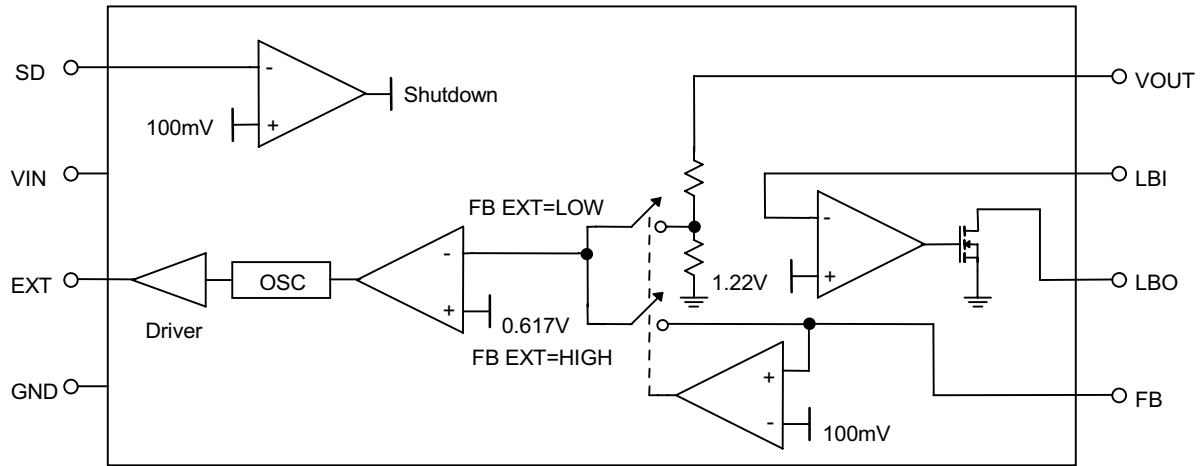 SD
-
+
100mV
Shutdown
VOUT
VIN
LBI
FB EXT=LOW
-
+
1.22V
EXT
OSC
Driver
-
+
0.617V
LBO
FB EXT=HIGH
GND
+
-
100mV
FB